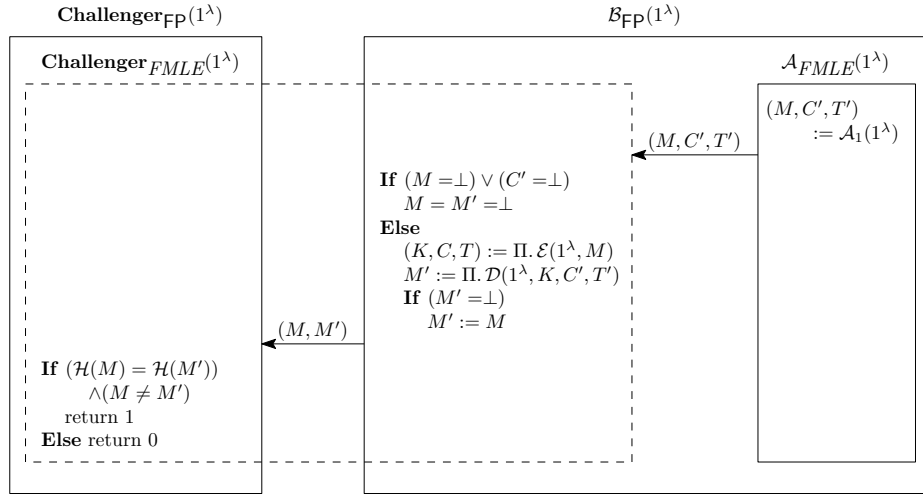 Challenger_FP(1^λ)
𝓑_FP(1^λ)
Challenger_FMLE(1^λ)
𝓐_FMLE(1^λ)
(M, C′, T′)
:= 𝓐₁(1^λ)
(M, C′, T′)
If (M =⊥) ∨ (C′ =⊥)
M = M′ =⊥
Else
(K, C, T) := Π. 𝓔(1^λ, M)
M′ := Π. 𝓓(1^λ, K, C′, T′)
If (M′ =⊥)
M′ := M
(M, M′)
If (𝓗(M) = 𝓗(M′))
∧(M ≠ M′)
return 1
Else return 0